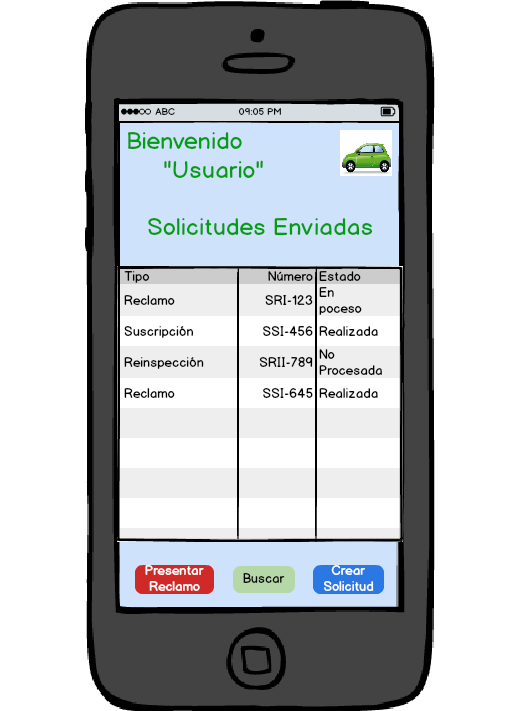 ABC 09:05 PM
Bienvenido
"Usuario"
Solicitudes Enviadas
Tipo Número Estado
Reclamo SRI-123 En
poceso
Suscripción SSI-456 Realizada
Reinspección SRII-789 No
Procesada
Reclamo SSI-645 Realizada
Presentar
Reclamo
Buscar
Crear
Solicitud